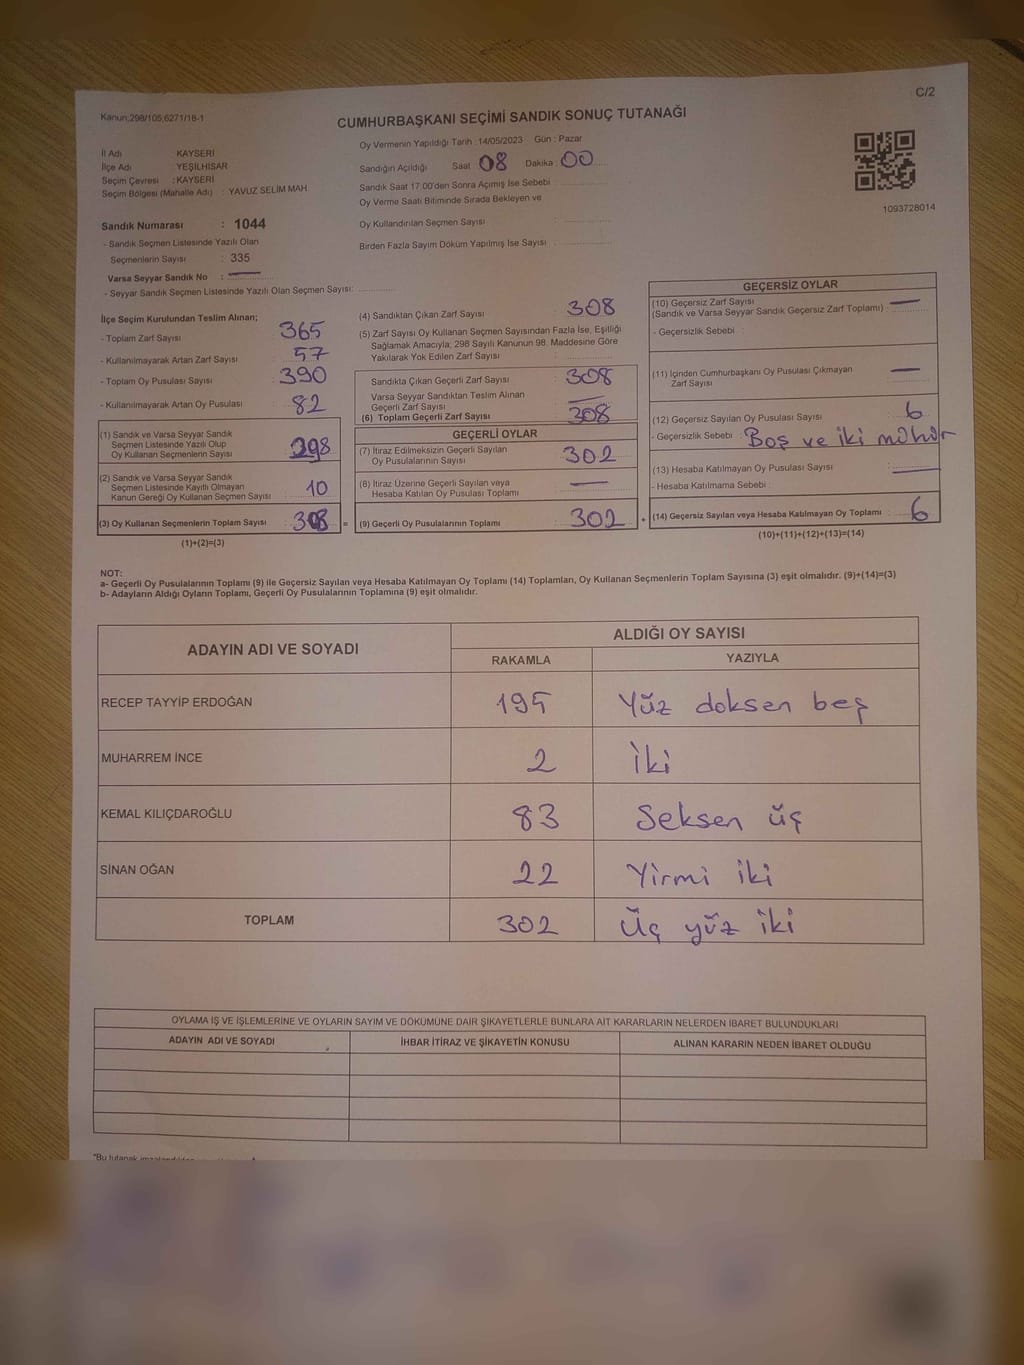 C/2
Kanun;298/105;6271/18-1
CUMHURBAŞKANI SEÇİMİ SANDIK SONUÇ TUTANAĞI
İl Adı KAYSERİ
İlçe Adı YEŞİLHİSAR
Seçim Çevresi : KAYSERİ
Seçim Bölgesi (Mahalle Adı) : YAVUZ SELİM MAH
Oy Vermenin Yapıldığı Tarih : 14/05/2023 Gün : Pazar
Sandığın Açıldığı Saat 08 Dakika : 00
Sandık Saat 17.00'den Sonra Açımış İse Sebebi
Oy Verme Saati Bitiminde Sırada Bekleyen ve
Oy Kullandırılan Seçmen Sayısı :
Birden Fazla Sayım Döküm Yapılmış İse Sayısı
1093728014
Sandık Numarası : 1044
- Sandık Seçmen Listesinde Yazılı Olan
Seçmenlerin Sayısı : 335
Varsa Seyyar Sandık No : —
- Seyyar Sandık Seçmen Listesinde Yazılı Olan Seçmen Sayısı:
İlçe Seçim Kurulundan Teslim Alınan;
- Toplam Zarf Sayısı 365
- Kullanılmayarak Artan Zarf Sayısı 57
- Toplam Oy Pusulası Sayısı 390
- Kullanılmayarak Artan Oy Pusulası 82
(1) Sandık ve Varsa Seyyar Sandık
Seçmen Listesinde Yazılı Olup
Oy Kullanan Seçmenlerin Sayısı 298
(2) Sandık ve Varsa Seyyar Sandık
Seçmen Listesinde Kayıtlı Olmayan
Kanun Gereği Oy Kullanan Seçmen Sayısı 10
(3) Oy Kullanan Seçmenlerin Toplam Sayısı 308 =
(1)+(2)=(3)
(4) Sandıktan Çıkan Zarf Sayısı 308
(5) Zarf Sayısı Oy Kullanan Seçmen Sayısından Fazla İse, Eşitliği
Sağlamak Amacıyla; 298 Sayılı Kanunun 98. Maddesine Göre
Yakılarak Yok Edilen Zarf Sayısı
Sandıkta Çıkan Geçerli Zarf Sayısı 308
Varsa Seyyar Sandıktan Teslim Alınan
Geçerli Zarf Sayısı —
(6) Toplam Geçerli Zarf Sayısı 308
GEÇERLİ OYLAR
(7) İtiraz Edilmeksizin Geçerli Sayılan
Oy Pusulalarının Sayısı 302
(8) İtiraz Üzerine Geçerli Sayılan veya
Hesaba Katılan Oy Pusulası Toplamı —
(9) Geçerli Oy Pusulalarının Toplamı 302 +
GEÇERSİZ OYLAR
(10) Geçersiz Zarf Sayısı
(Sandık ve Varsa Seyyar Sandık Geçersiz Zarf Toplamı) —
- Geçersizlik Sebebi :
(11) İçinden Cumhurbaşkanı Oy Pusulası Çıkmayan
Zarf Sayısı —
(12) Geçersiz Sayılan Oy Pusulası Sayısı 6
- Geçersizlik Sebebi : Boş ve iki mühür
(13) Hesaba Katılmayan Oy Pusulası Sayısı —
- Hesaba Katılmama Sebebi
(14) Geçersiz Sayılan veya Hesaba Katılmayan Oy Toplamı : 6
(10)+(11)+(12)+(13)=(14)
NOT:
a- Geçerli Oy Pusulalarının Toplamı (9) ile Geçersiz Sayılan veya Hesaba Katılmayan Oy Toplamı (14) Toplamları, Oy Kullanan Seçmenlerin Toplam Sayısına (3) eşit olmalıdır. (9)+(14)=(3)
b- Adayların Aldığı Oyların Toplamı, Geçerli Oy Pusulalarının Toplamına (9) eşit olmalıdır.
ADAYIN ADI VE SOYADI
ALDIĞI OY SAYISI
RAKAMLA YAZIYLA
RECEP TAYYİP ERDOĞAN 195 Yüz doksen beş
MUHARREM İNCE 2 İki
KEMAL KILIÇDAROĞLU 83 Seksen üç
SİNAN OĞAN 22 Yirmi iki
TOPLAM 302 Üç yüz iki
OYLAMA İŞ VE İŞLEMLERİNE VE OYLARIN SAYIM VE DÖKÜMÜNE DAİR ŞİKAYETLERLE BUNLARA AİT KARARLARIN NELERDEN İBARET BULUNDUKLARI
ADAYIN ADI VE SOYADI İHBAR İTİRAZ VE ŞİKAYETİN KONUSU ALINAN KARARIN NEDEN İBARET OLDUĞU
*Bu tutanak